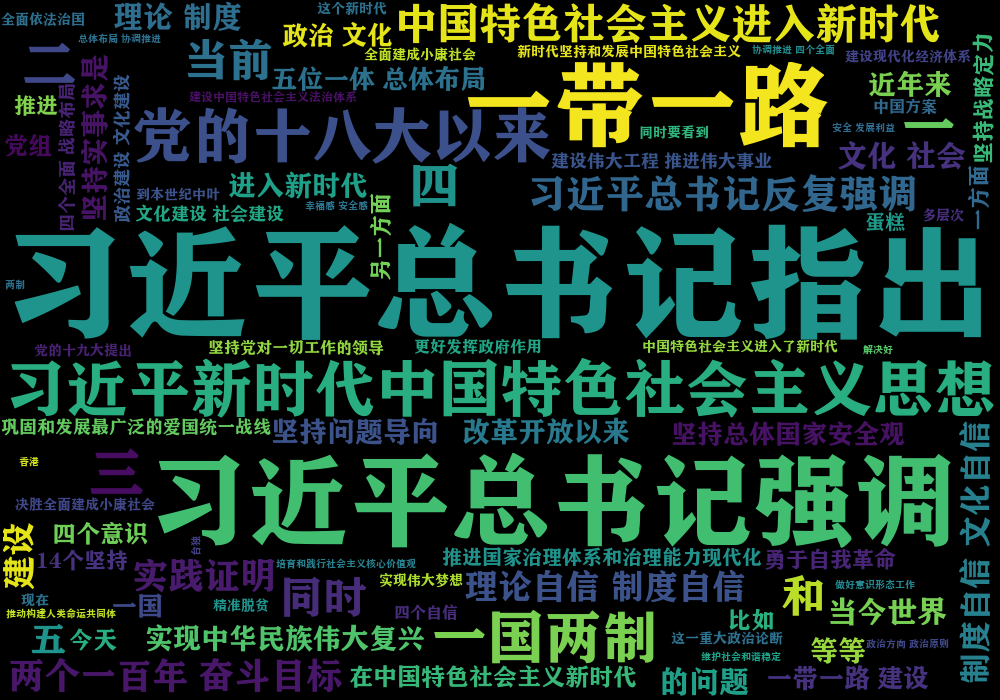 全面依法治国
理论 制度
这个新时代
中国特色社会主义进入新时代
总体布局 协调推进
政治 文化
新时代坚持和发展中国特色社会主义
协调推进 四个全面
二
当前
全面建成小康社会
建设现代化经济体系
坚持战略定力
坚持实事求是
五位一体 总体布局
一带一路
近年来
推进
四个全面 战略布局
文化建设
建设中国特色社会主义法治体系
中国方案
党的十八大以来
同时要看到
安全 发展利益
一
党组
政治建设
建设伟大工程 推进伟大事业
文化 社会
到本世纪中叶
进入新时代
四
习近平总书记反复强调
一方面
文化建设 社会建设
幸福感 安全感
另一方面
蛋糕
多层次
习近平总书记指出
两制
党的十九大提出
坚持党对一切工作的领导
更好发挥政府作用
中国特色社会主义进入了新时代
解决好
习近平新时代中国特色社会主义思想
巩固和发展最广泛的爱国统一战线
坚持问题导向
改革开放以来
坚持总体国家安全观
制度自信 文化自信
香港
三
习近平总书记强调
决胜全面建成小康社会
建设
四个意识
台独
14个坚持
实践证明
培育和践行社会主义核心价值观
推进国家治理体系和治理能力现代化
勇于自我革命
同时
实现伟大梦想
理论自信 制度自信
和
做好意识形态工作
现在
一国
推动构建人类命运共同体
精准脱贫
四个自信
当今世界
五
今天
实现中华民族伟大复兴
一国两制
比如
这一重大政治论断
等等
政治方向 政治原则
维护社会和谐稳定
两个一百年 奋斗目标
在中国特色社会主义新时代
的问题
一带一路 建设